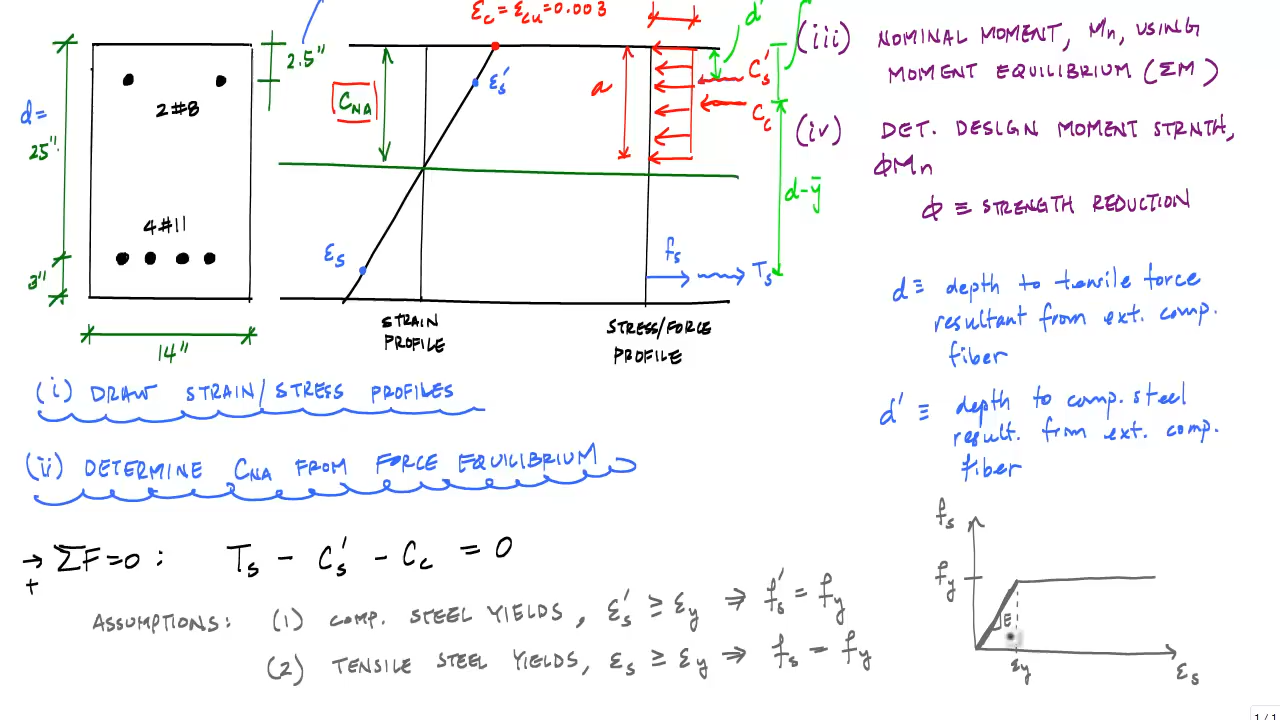 εc = εcu = 0.003
2.5"
d'
2#8
d=
25"
4#11
3"
14"
CNA
εs'
εs
STRAIN
PROFILE
a
Cs'
Cc
d-ȳ
fs
Ts
STRESS/FORCE
PROFILE
(iii) NOMINAL MOMENT, Mn, USING
MOMENT EQUILIBRIUM (ΣM)
(iv) DET. DESIGN MOMENT STRNTH,
ϕMn
ϕ ≡ STRENGTH REDUCTION
d ≡ depth to tensile force
resultant from ext. comp.
fiber
d' ≡ depth to comp. steel
result. from ext. comp.
fiber
(i) DRAW STRAIN/STRESS PROFILES
(ii) DETERMINE CNA FROM FORCE EQUILIBRIUM
→+ ΣF=0 : Ts - Cs' - Cc = 0
ASSUMPTIONS: (1) COMP. STEEL YIELDS, εs' ≥ εy ⇒ fs' = fy
(2) TENSILE STEEL YIELDS, εs ≥ εy ⇒ fs = fy
fs
fy
E
εy
εs
1/1